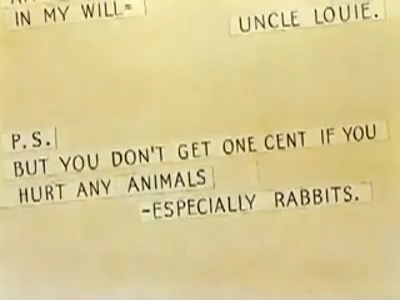 IN MY WILL=
UNCLE LOUIE.
P.S.
BUT YOU DON'T GET ONE CENT IF YOU
HURT ANY ANIMALS
-ESPECIALLY RABBITS.